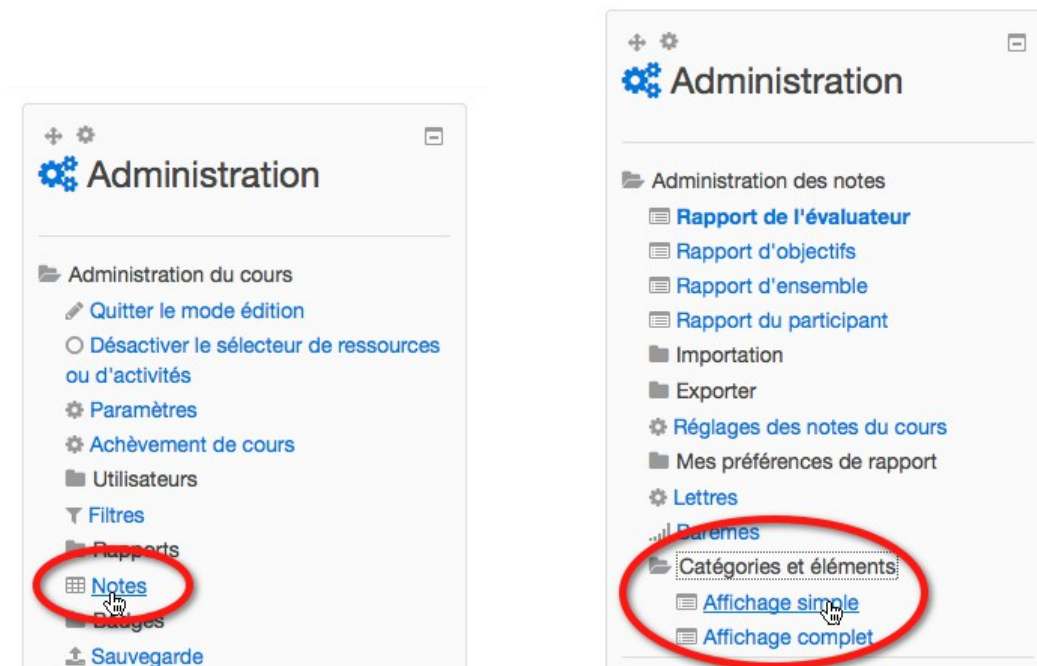 Administration
Administration du cours
Quitter le mode édition
Désactiver le sélecteur de ressources
ou d'activités
Paramètres
Achèvement de cours
Utilisateurs
Filtres
Rapports
Notes
Badges
Sauvegarde
Administration
Administration des notes
Rapport de l'évaluateur
Rapport d'objectifs
Rapport d'ensemble
Rapport du participant
Importation
Exporter
Réglages des notes du cours
Mes préférences de rapport
Lettres
Barèmes
Catégories et éléments
Affichage simple
Affichage complet